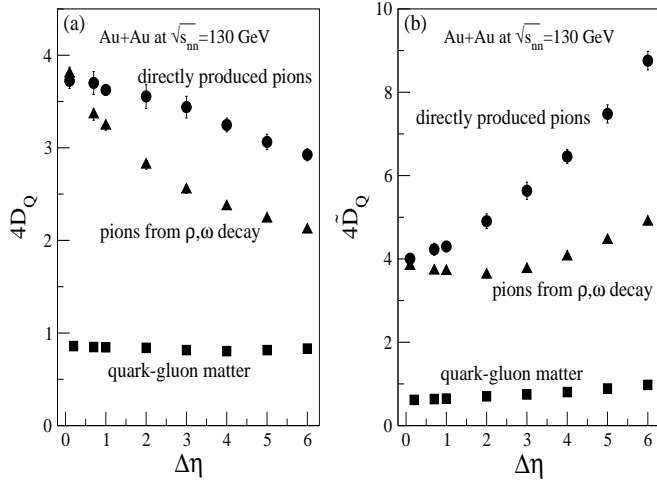 (a)
Au+Au at √s_nn=130 GeV
directly produced pions
pions from ρ,ω decay
quark-gluon matter
4D_Q
0
1
2
3
4
0 1 2 3 4 5 6
Δη
(b)
Au+Au at √s_nn=130 GeV
directly produced pions
pions from ρ,ω decay
quark-gluon matter
4D̃_Q
0
2
4
6
8
10
0 1 2 3 4 5 6
Δη